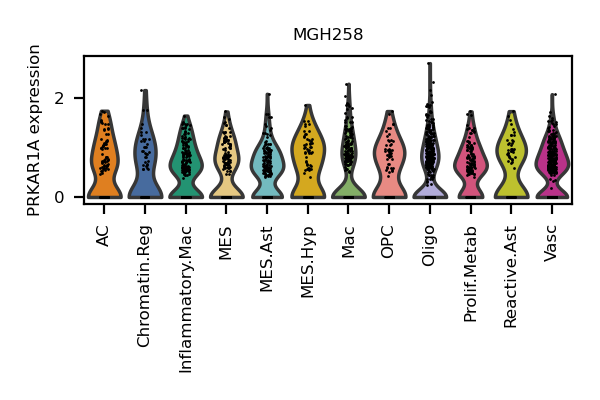 MGH258
PRKAR1A expression
2
0
AC
Chromatin.Reg
Inflammatory.Mac
MES
MES.Ast
MES.Hyp
Mac
OPC
Oligo
Prolif.Metab
Reactive.Ast
Vasc